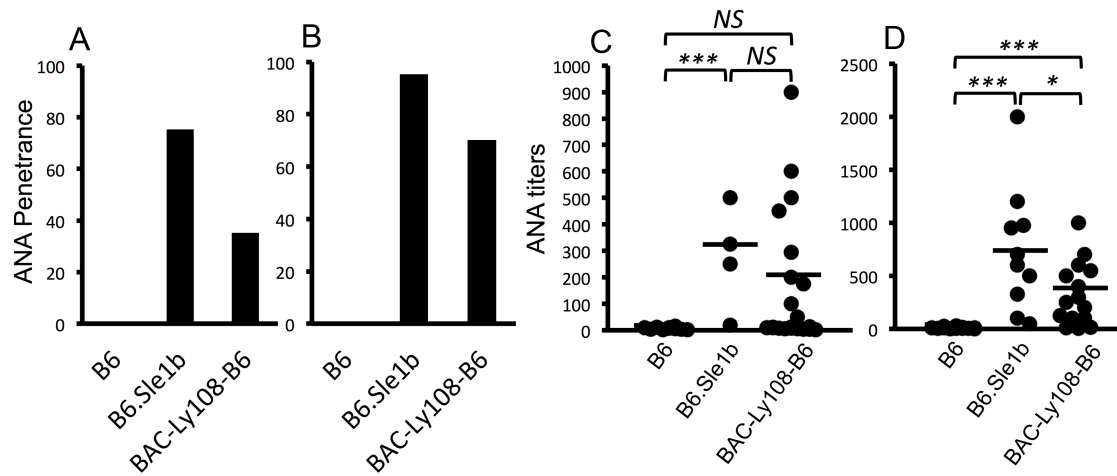 A
ANA Penetrance
100
80
60
40
20
0
B6
B6.Sle1b
BAC-Ly108-B6
B
100
80
60
40
20
0
B6
B6.Sle1b
BAC-Ly108-B6
C
NS
*** NS
ANA titers
1000
900
800
700
600
500
400
300
200
100
0
B6
B6.Sle1b
BAC-Ly108-B6
D
***
*** *
2500
2000
1500
1000
500
0
B6
B6.Sle1b
BAC-Ly108-B6